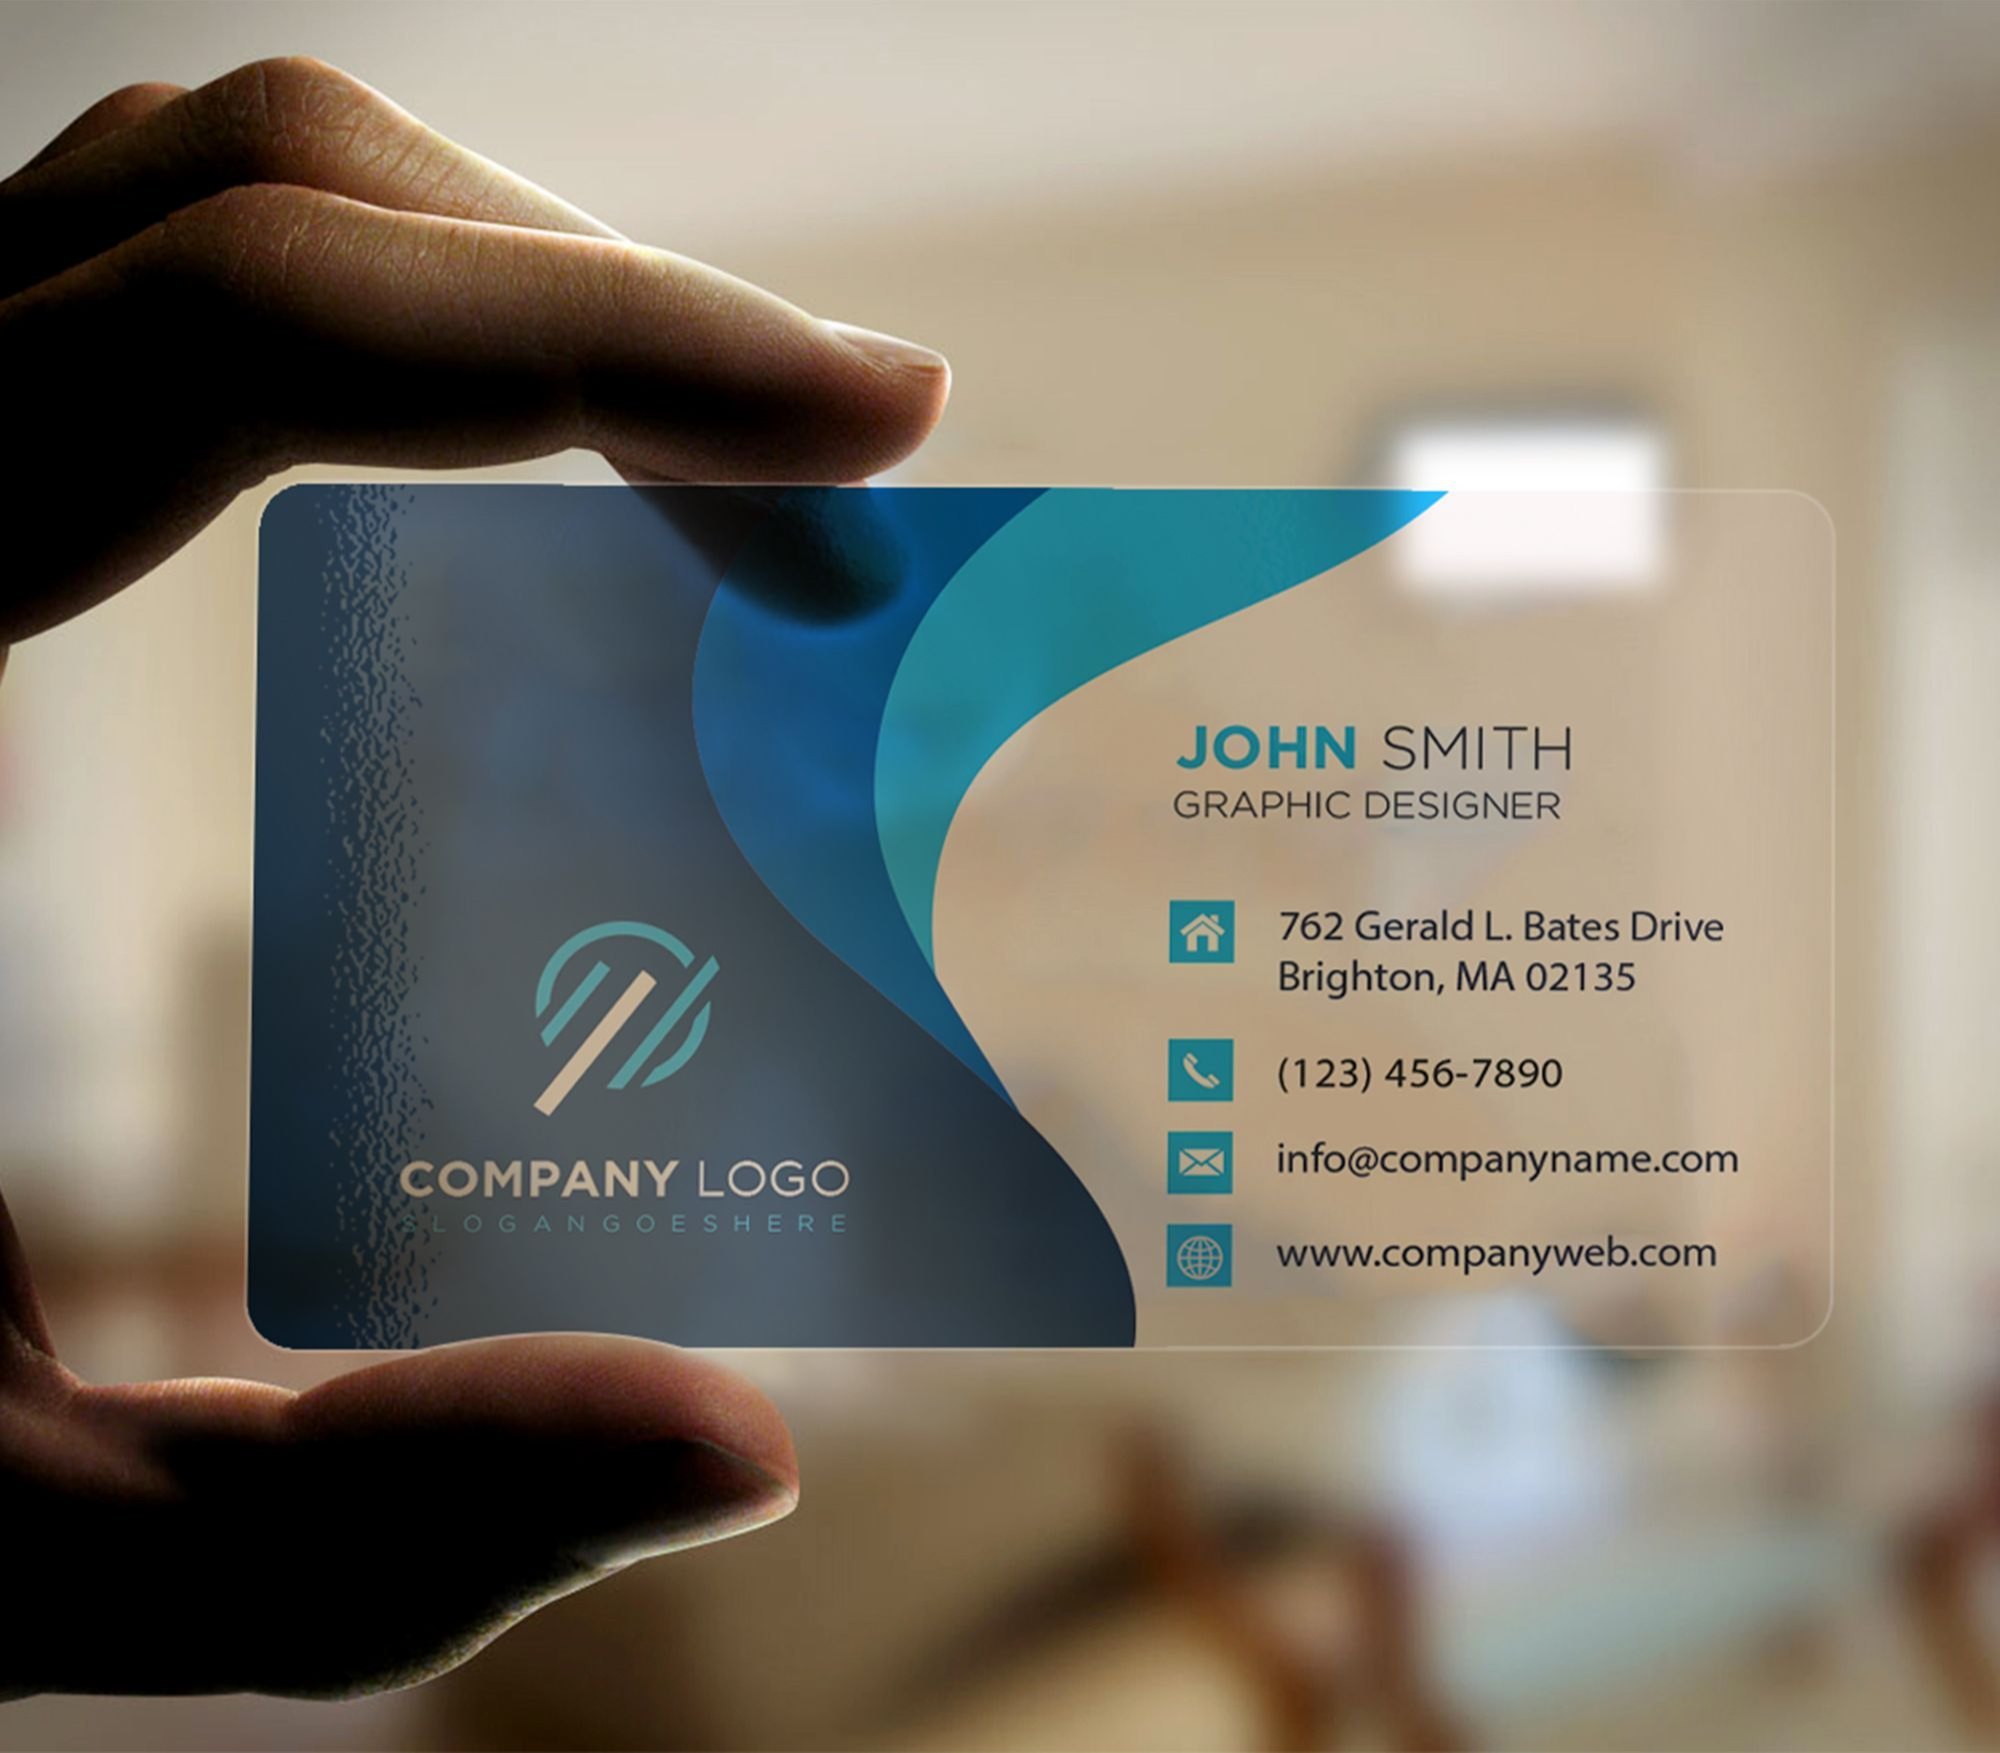 JOHN SMITH
GRAPHIC DESIGNER
762 Gerald L. Bates Drive
Brighton, MA 02135
(123) 456-7890
info@companyname.com
www.companyweb.com
COMPANY LOGO
SLOGANGOESHERE